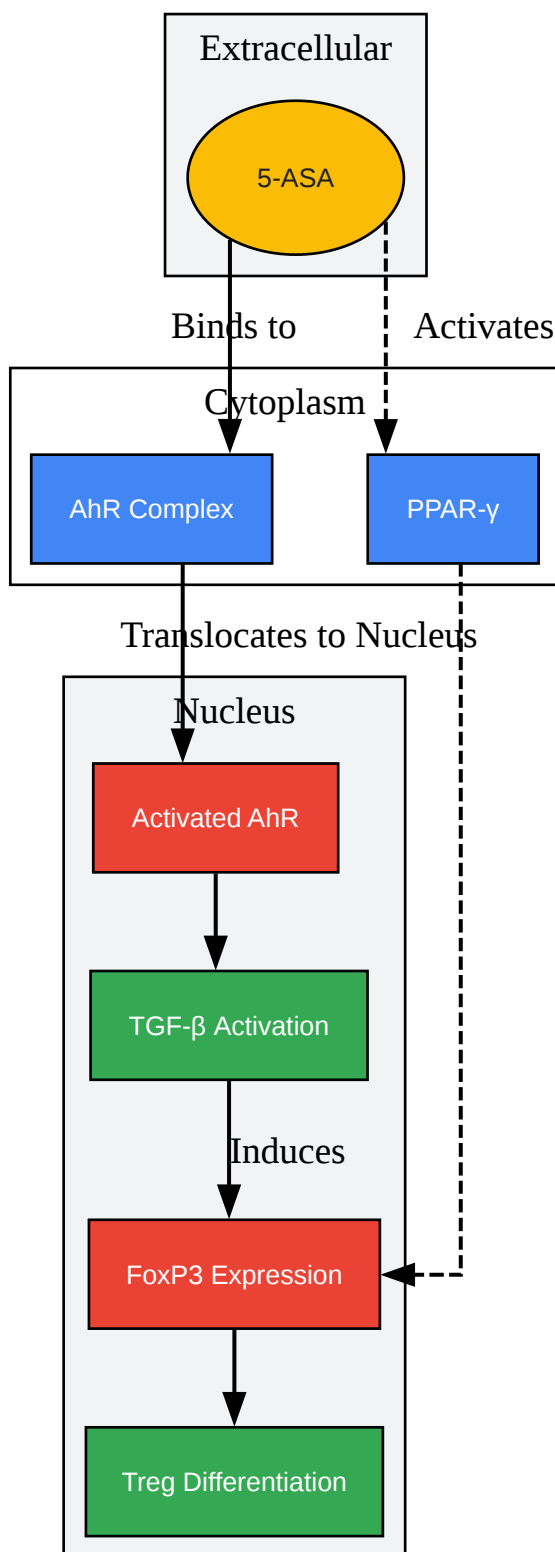 Extracellular
5-ASA
Binds to
Activates
Cytoplasm
AhR Complex
PPAR-γ
Translocates to Nucleus
Nucleus
Activated AhR
TGF-β Activation
Induces
FoxP3 Expression
Treg Differentiation